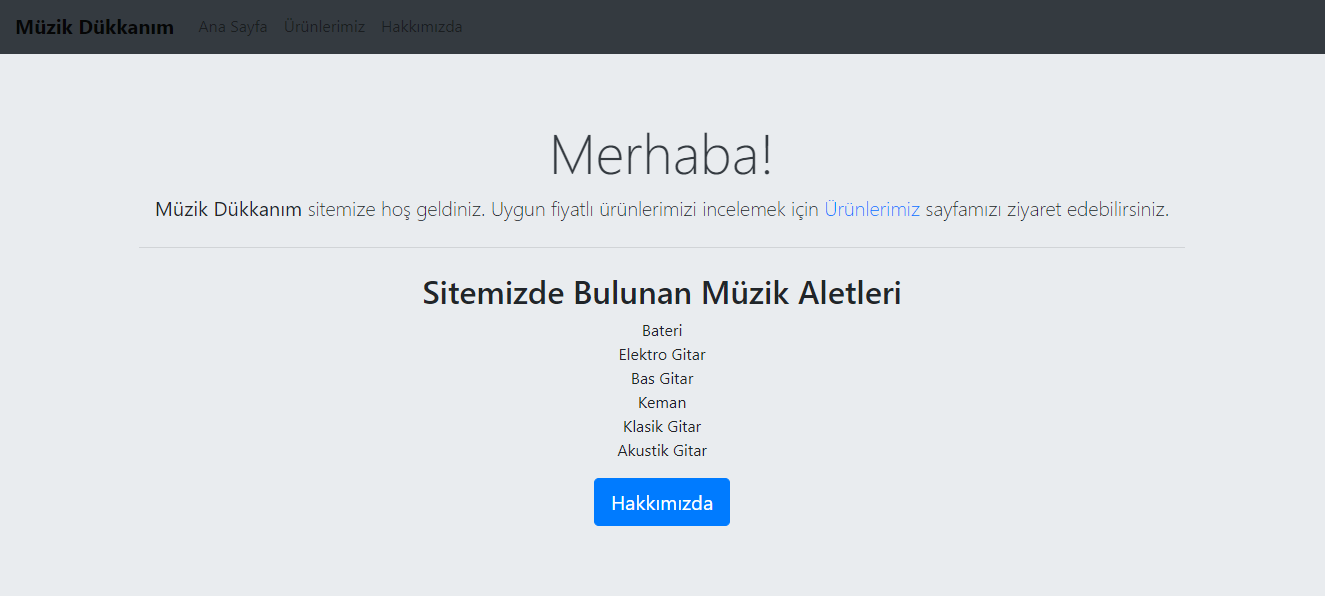 Müzik Dükkanım Ana Sayfa Ürünlerimiz Hakkımızda
Merhaba!
Müzik Dükkanım sitemize hoş geldiniz. Uygun fiyatlı ürünlerimizi incelemek için Ürünlerimiz sayfamızı ziyaret edebilirsiniz.
Sitemizde Bulunan Müzik Aletleri
Bateri
Elektro Gitar
Bas Gitar
Keman
Klasik Gitar
Akustik Gitar
Hakkımızda